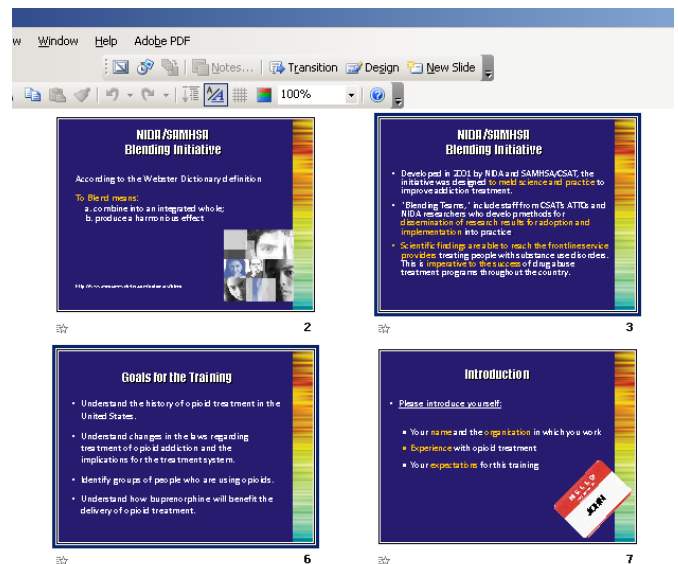 w Window Help Adobe PDF
Notes... Transition Design New Slide
100%
NIDA/SAMHSA
Blending Initiative
According to the Webster Dictionary definition
To Blend means:
a. combine into an integrated whole;
b. produce a harmonious effect
2
NIDA/SAMHSA
Blending Initiative
• Developed in 2001 by NIDA and SAMHSA/CSAT, the
initiative was designed to meld science and practice to
improve addiction treatment.
• "Blending Teams," include staff from CSAT's ATTCs and
NIDA researchers who develop methods for
dissemination of research results for adoption and
implementation into practice
• Scientific findings are able to reach the frontline service
providers treating people with substance use disorders.
This is imperative to the success of drug abuse
treatment programs throughout the country.
3
Goals for the Training
• Understand the history of opioid treatment in the
United States.
• Understand changes in the laws regarding
treatment of opioid addiction and the
implications for the treatment system.
• Identify groups of people who are using opioids.
• Understand how buprenorphine will benefit the
delivery of opioid treatment.
6
Introduction
• Please introduce yourself:
Your name and the organization in which you work
Experience with opioid treatment
Your expectations for this training
HELLO
JOHN
7